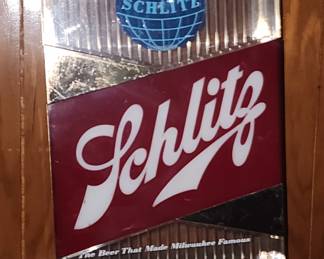 SCHLITZ
Schlitz
The Beer That Made Milwaukee Famous